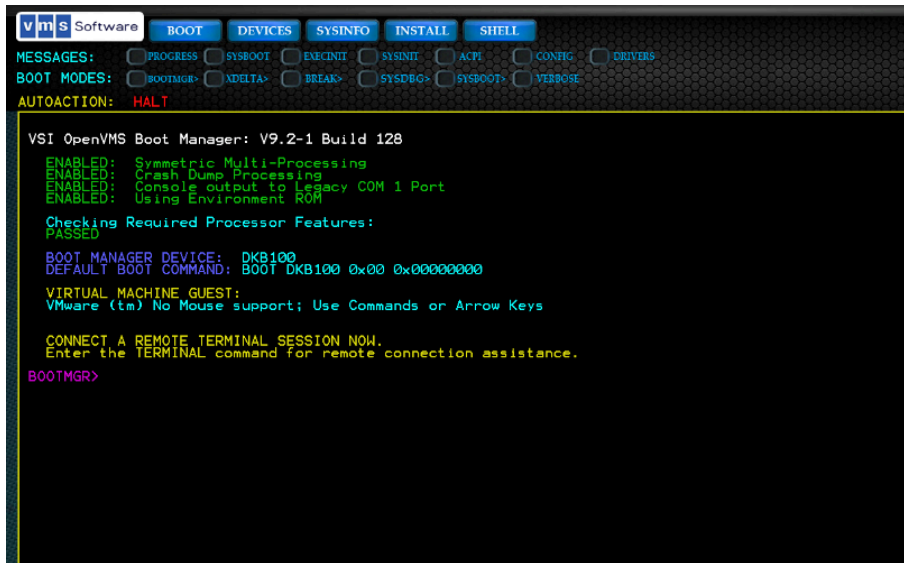 vms Software BOOT DEVICES SYSINFO INSTALL SHELL
MESSAGES: PROGRESS SYSBOOT EXECINIT SYSINIT ACPI CONFIG DRIVERS
BOOT MODES: BOOTMGR> XDELTA> BREAK> SYSDBG> SYSBOOT> VERBOSE
AUTOACTION: HALT
VSI OpenVMS Boot Manager: V9.2-1 Build 128
ENABLED: Symmetric Multi-Processing
ENABLED: Crash Dump Processing
ENABLED: Console output to Legacy COM 1 Port
ENABLED: Using Environment ROM
Checking Required Processor Features:
PASSED
BOOT MANAGER DEVICE: DKB100
DEFAULT BOOT COMMAND: BOOT DKB100 0x00 0x00000000
VIRTUAL MACHINE GUEST:
VMware (tm) No Mouse support; Use Commands or Arrow Keys
CONNECT A REMOTE TERMINAL SESSION NOW.
Enter the TERMINAL command for remote connection assistance.
BOOTMGR>